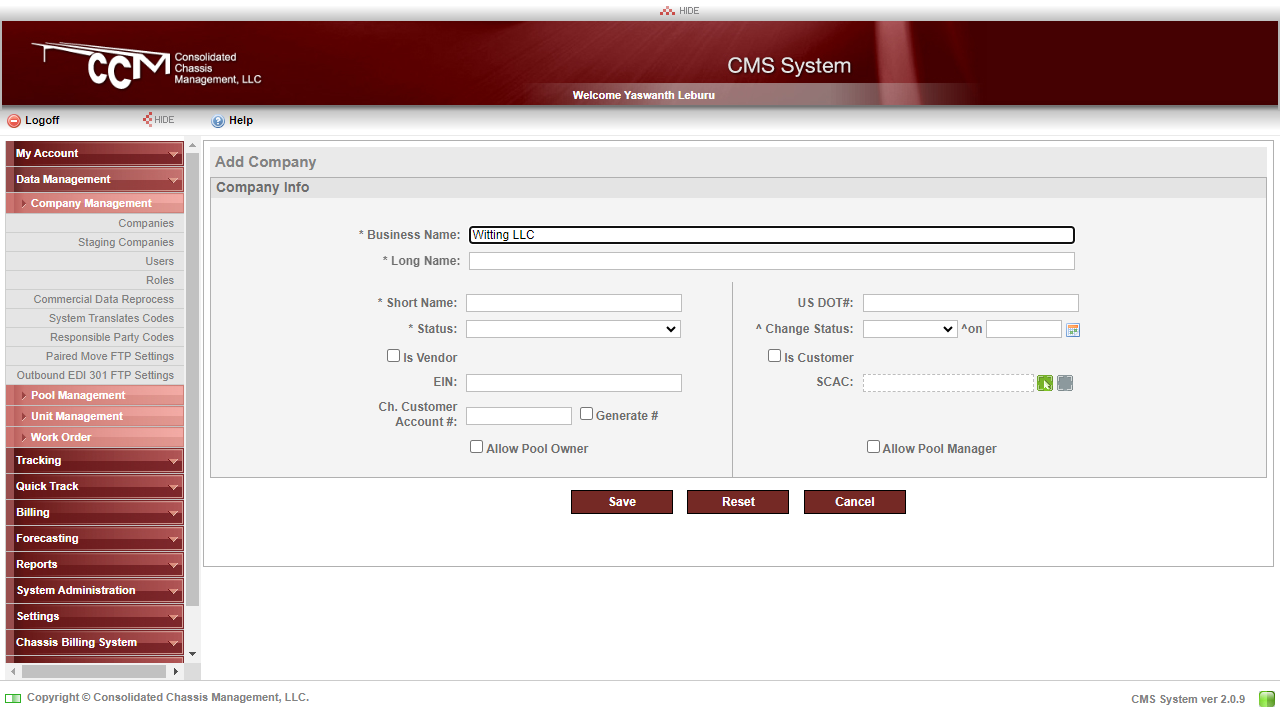 HIDE
CCM Consolidated
Chassis
Management, LLC
CMS System
Welcome Yaswanth Leburu
Logoff
HIDE
Help
My Account
Data Management
Company Management
Companies
Staging Companies
Users
Roles
Commercial Data Reprocess
System Translates Codes
Responsible Party Codes
Paired Move FTP Settings
Outbound EDI 301 FTP Settings
Pool Management
Unit Management
Work Order
Tracking
Quick Track
Billing
Forecasting
Reports
System Administration
Settings
Chassis Billing System
Add Company
Company Info
* Business Name: Witting LLC
* Long Name:
* Short Name:
US DOT#:
* Status:
^ Change Status: ^on
Is Vendor
Is Customer
EIN:
SCAC:
Ch. Customer
Account #:
Generate #
Allow Pool Owner
Allow Pool Manager
Save
Reset
Cancel
Copyright © Consolidated Chassis Management, LLC.
CMS System ver 2.0.9